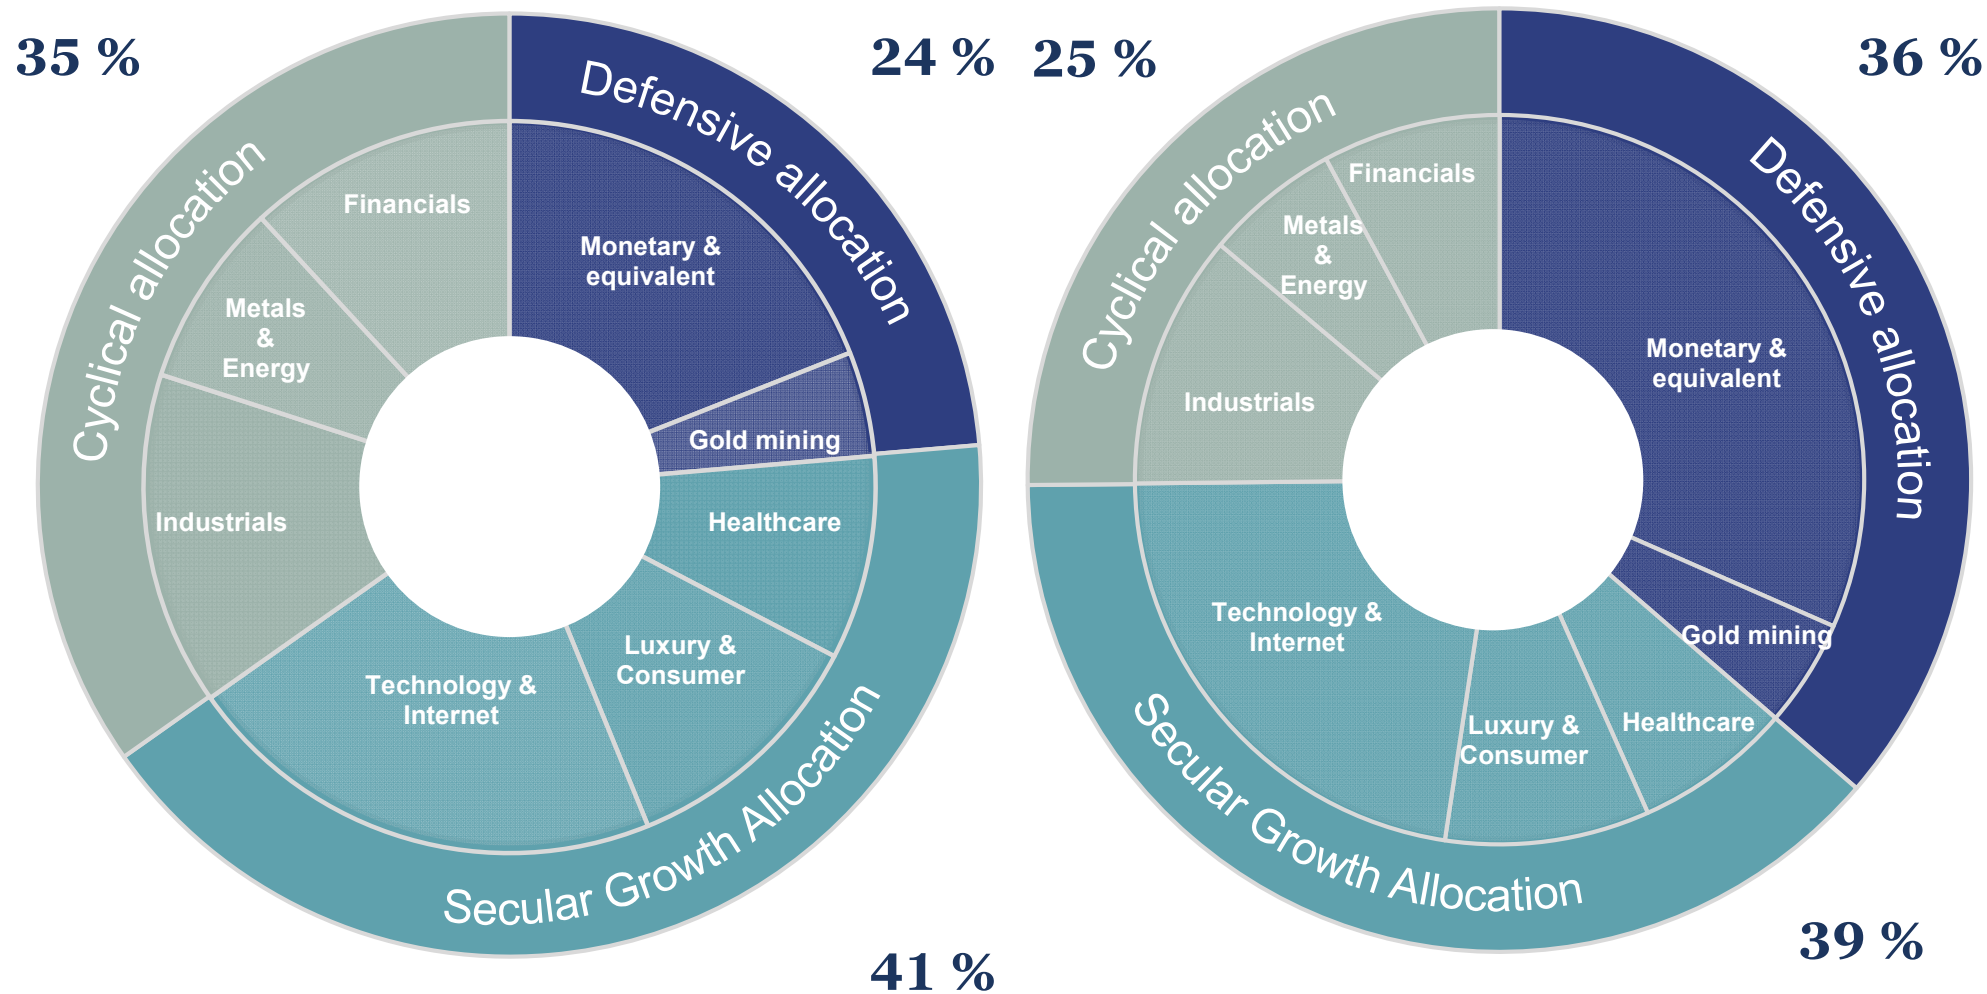 35 %
24 %
Defensive allocation
Cyclical allocation
Financials
Monetary &
equivalent
Metals
&
Energy
Gold mining
Industrials
Healthcare
Luxury &
Consumer
Technology &
Internet
Secular Growth Allocation
41 %
25 %
36 %
Cyclical allocation
Defensive allocation
Financials
Metals
&
Energy
Monetary &
equivalent
Industrials
Technology &
Internet
Gold mining
Luxury &
Consumer
Healthcare
Secular Growth Allocation
39 %